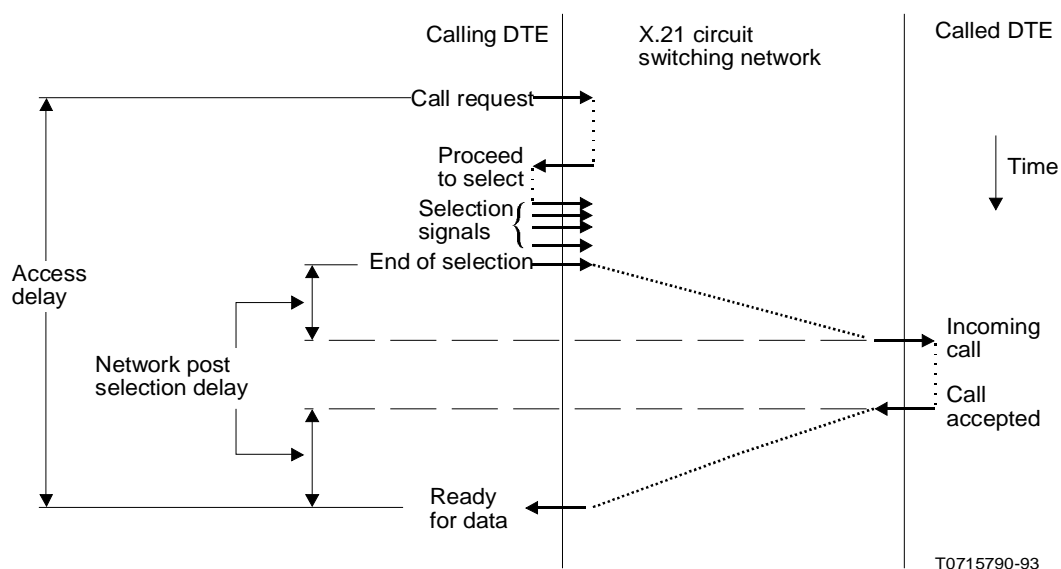 Calling DTE
X.21 circuit
switching network
Called DTE
Call request
Proceed
to select
Time
Selection
signals
End of selection
Access
delay
Incoming
call
Network post
selection delay
Call
accepted
Ready
for data
T0715790-93